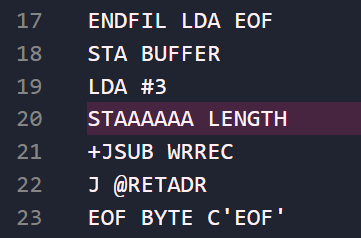 17 ENDFIL LDA EOF
18 STA BUFFER
19 LDA #3
20 STAAAAAA LENGTH
21 +JSUB WRREC
22 J @RETADR
23 EOF BYTE C'EOF'